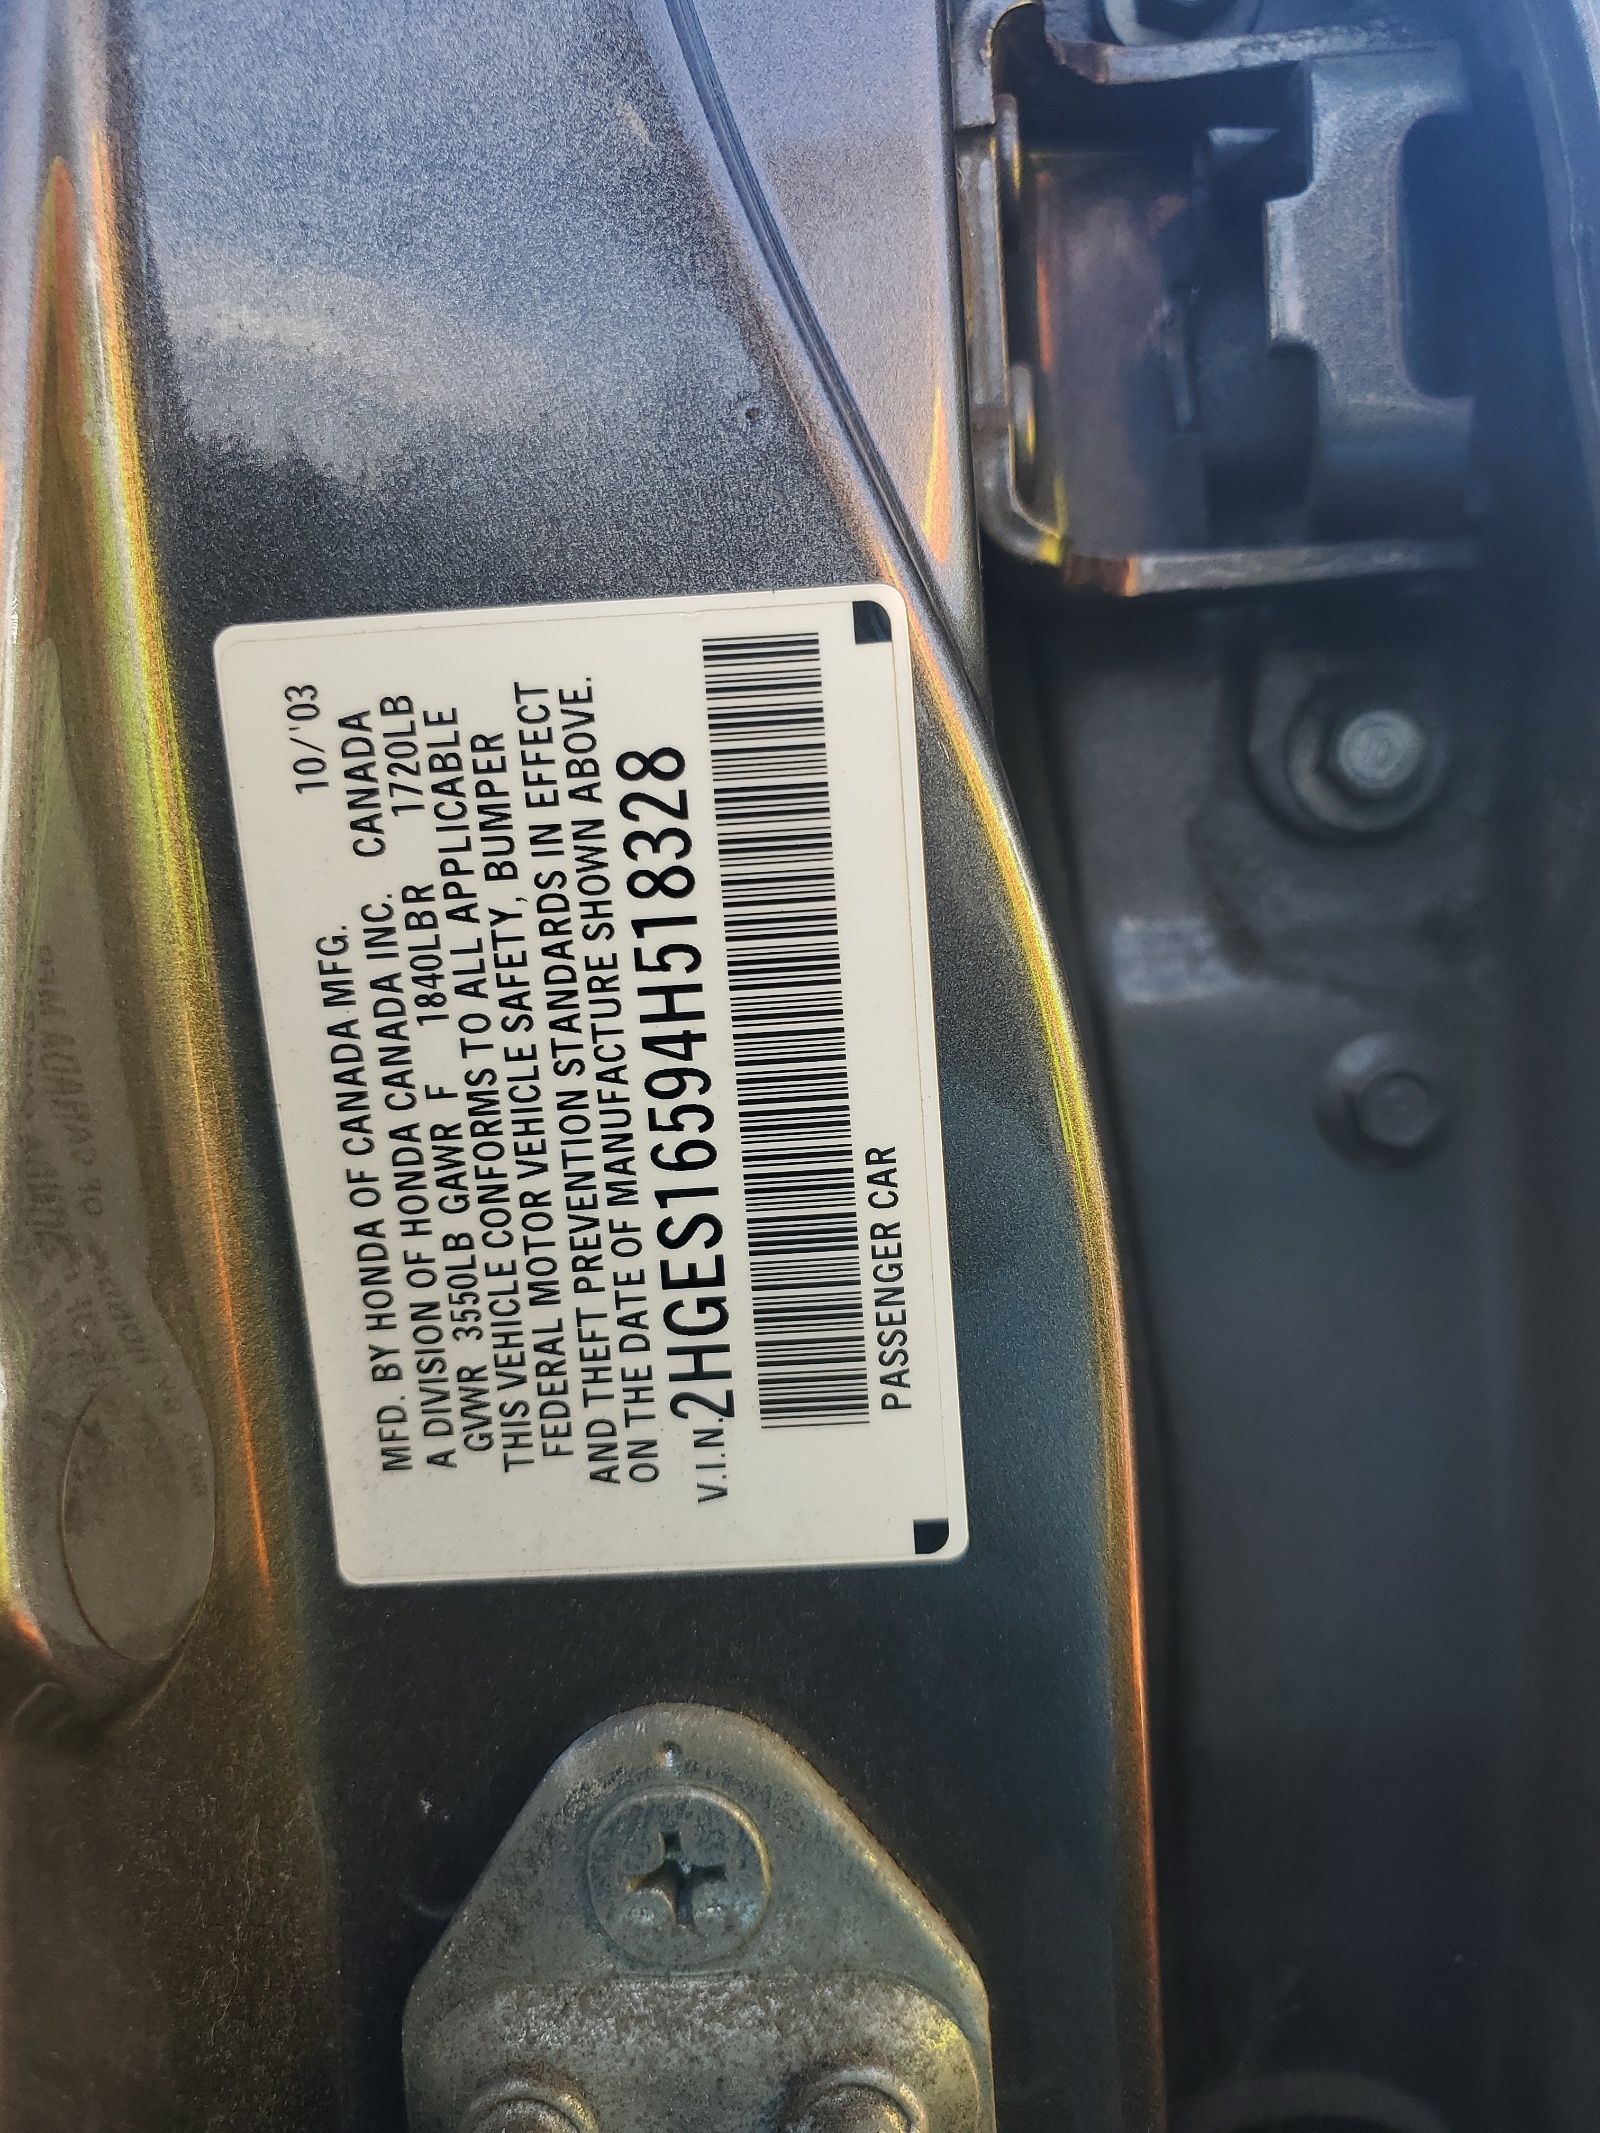 10/'03
MFD. BY HONDA OF CANADA MFG.
A DIVISION OF HONDA CANADA INC. CANADA
GVWR 3550LB GAWR F 1840LBR 1720LB
THIS VEHICLE CONFORMS TO ALL APPLICABLE
FEDERAL MOTOR VEHICLE SAFETY, BUMPER
AND THEFT PREVENTION STANDARDS IN EFFECT
ON THE DATE OF MANUFACTURE SHOWN ABOVE.
V.I.N. 2HGES16594H518328
PASSENGER CAR